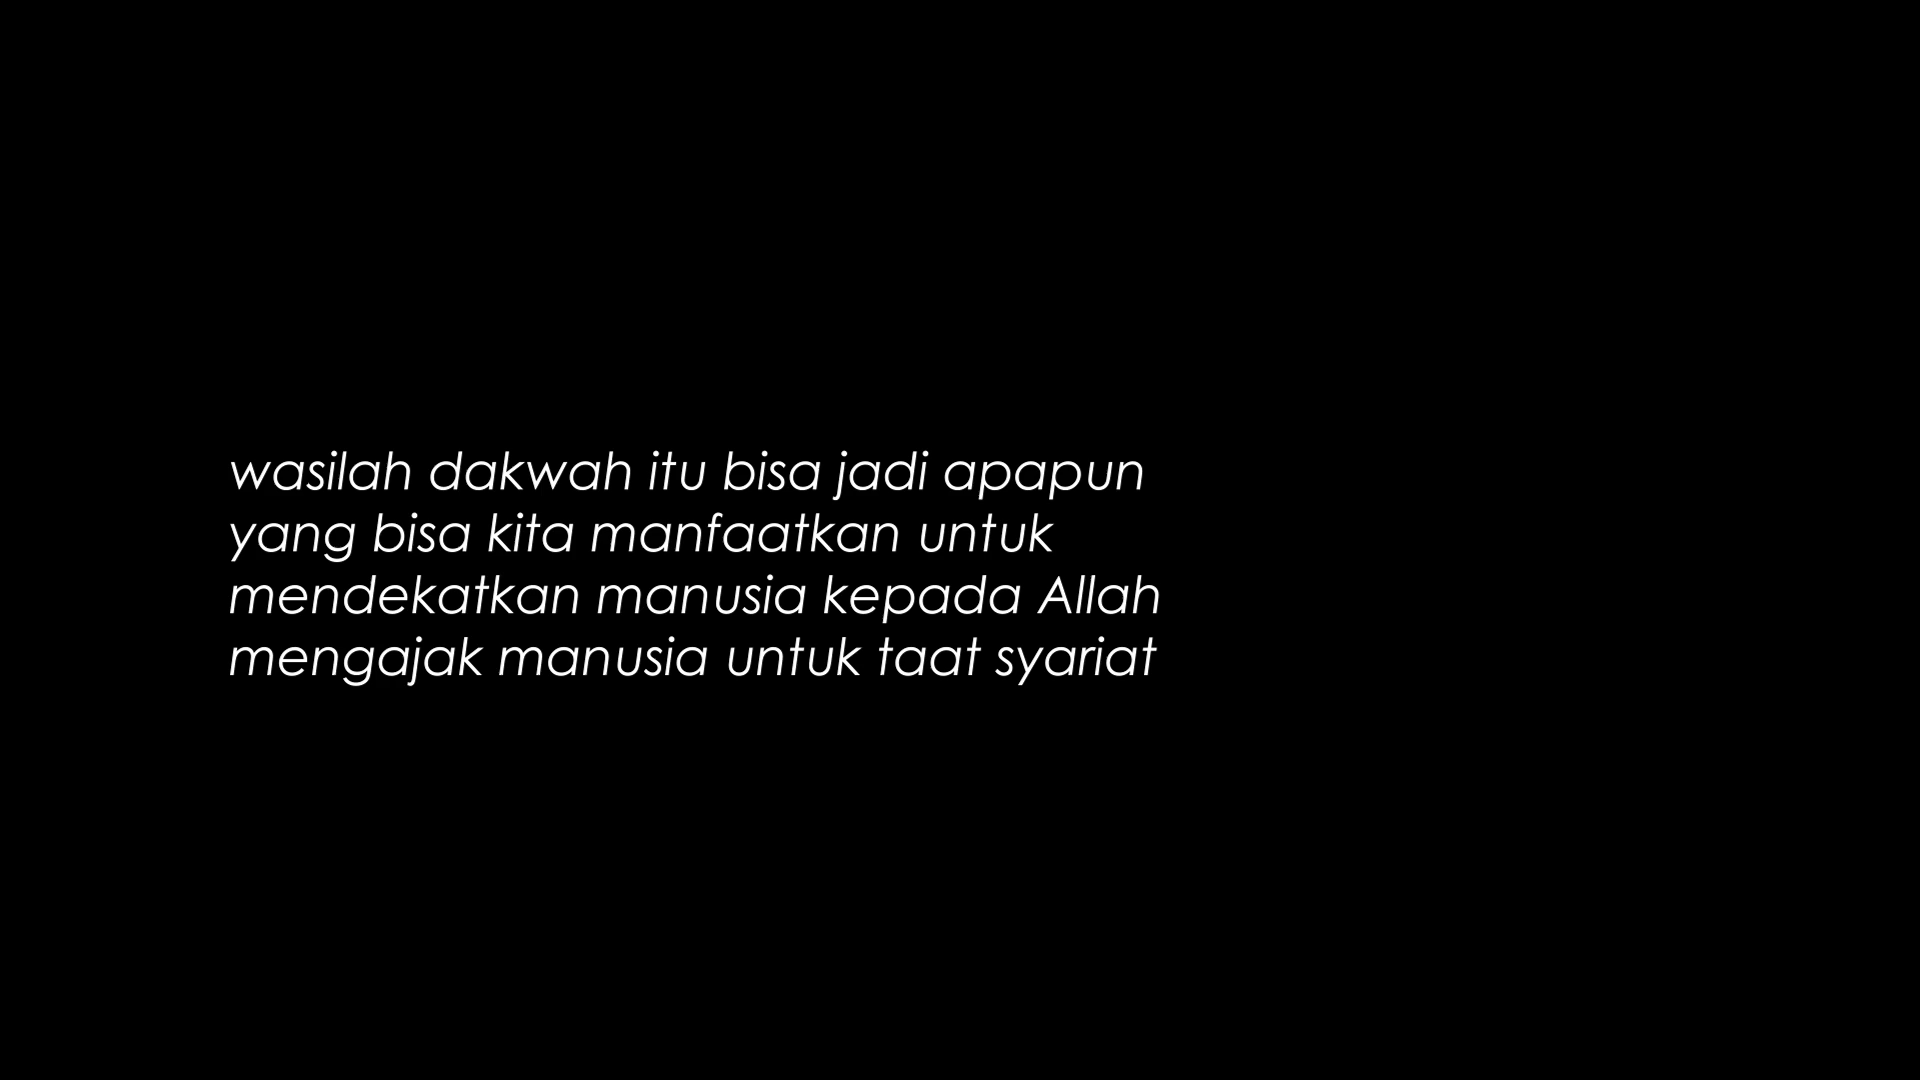 wasilah dakwah itu bisa jadi apapun
yang bisa kita manfaatkan untuk
mendekatkan manusia kepada Allah
mengajak manusia untuk taat syariat